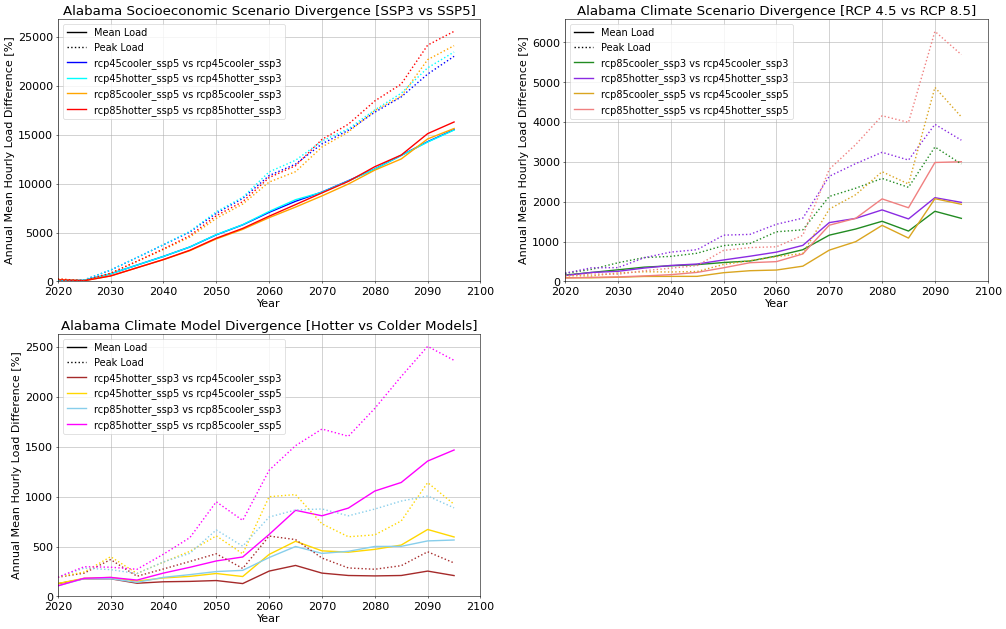 Alabama Socioeconomic Scenario Divergence [SSP3 vs SSP5]
Annual Mean Hourly Load Difference [%]
25000
20000
15000
10000
5000
0
Mean Load
Peak Load
rcp45cooler_ssp5 vs rcp45cooler_ssp3
rcp45hotter_ssp5 vs rcp45hotter_ssp3
rcp85cooler_ssp5 vs rcp85cooler_ssp3
rcp85hotter_ssp5 vs rcp85hotter_ssp3
2020 2030 2040 2050 2060 2070 2080 2090 2100
Year
Alabama Climate Scenario Divergence [RCP 4.5 vs RCP 8.5]
Annual Mean Hourly Load Difference [%]
6000
5000
4000
3000
2000
1000
0
Mean Load
Peak Load
rcp85cooler_ssp3 vs rcp45cooler_ssp3
rcp85hotter_ssp3 vs rcp45hotter_ssp3
rcp85cooler_ssp5 vs rcp45cooler_ssp5
rcp85hotter_ssp5 vs rcp45hotter_ssp5
2020 2030 2040 2050 2060 2070 2080 2090 2100
Year
Alabama Climate Model Divergence [Hotter vs Colder Models]
Annual Mean Hourly Load Difference [%]
2500
2000
1500
1000
500
0
Mean Load
Peak Load
rcp45hotter_ssp3 vs rcp45cooler_ssp3
rcp45hotter_ssp5 vs rcp45cooler_ssp5
rcp85hotter_ssp3 vs rcp85cooler_ssp3
rcp85hotter_ssp5 vs rcp85cooler_ssp5
2020 2030 2040 2050 2060 2070 2080 2090 2100
Year